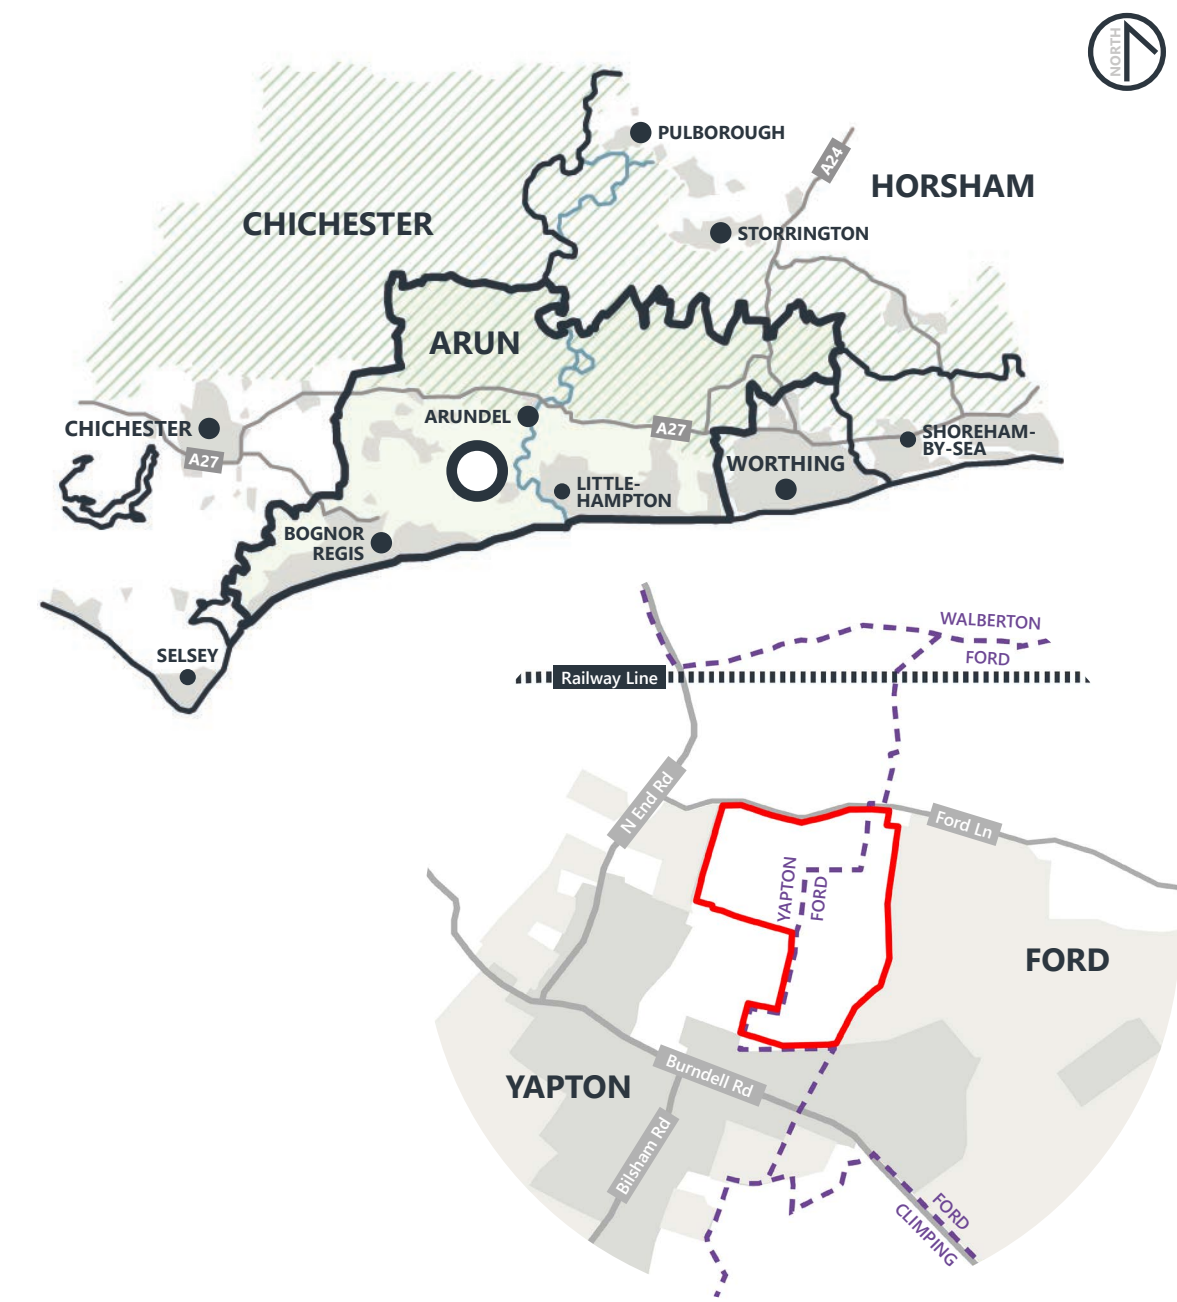 NORTH
PULBOROUGH
A24
HORSHAM
CHICHESTER
STORRINGTON
ARUN
ARUNDEL
CHICHESTER
A27
A27
SHOREHAM-
BY-SEA
WORTHING
LITTLE-
HAMPTON
BOGNOR
REGIS
SELSEY
WALBERTON
FORD
Railway Line
N End Rd
Ford Ln
YAPTON
FORD
FORD
YAPTON
Burndell Rd
Bilsham Rd
FORD
CLIMPING